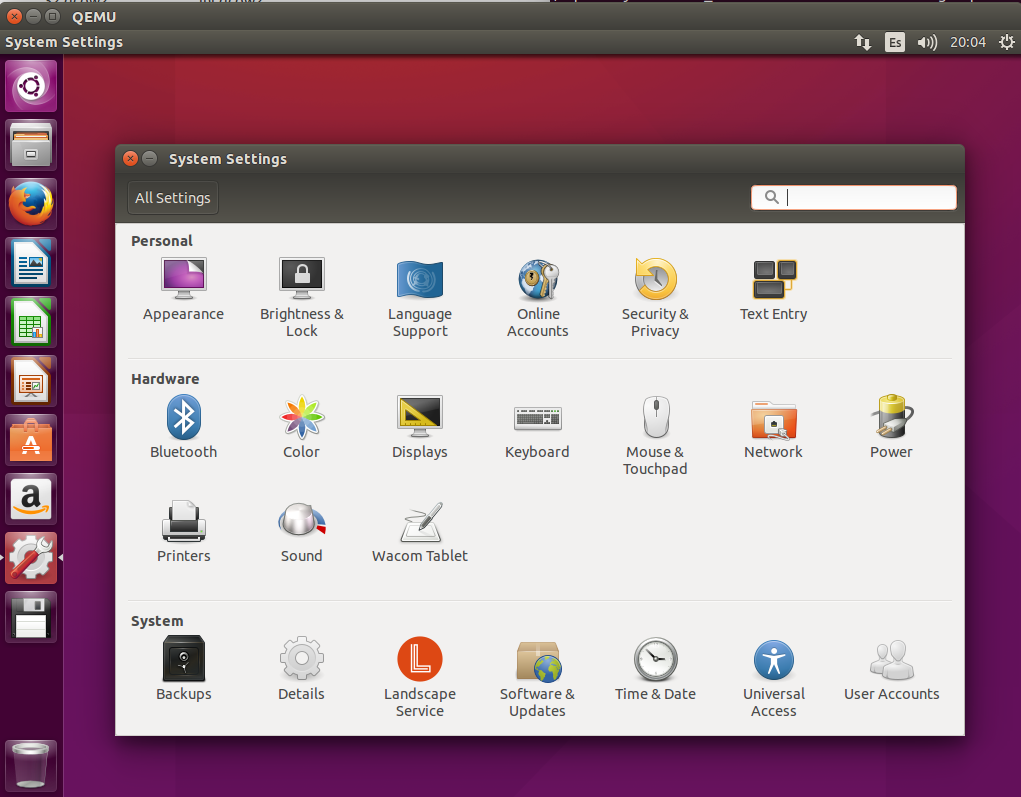 QEMU
System Settings
Es
20:04
System Settings
All Settings
Personal
Appearance
Brightness &
Lock
Language
Support
Online
Accounts
Security &
Privacy
Text Entry
Hardware
Bluetooth
Color
Displays
Keyboard
Mouse &
Touchpad
Network
Power
Printers
Sound
Wacom Tablet
System
Backups
Details
Landscape
Service
Software &
Updates
Time & Date
Universal
Access
User Accounts